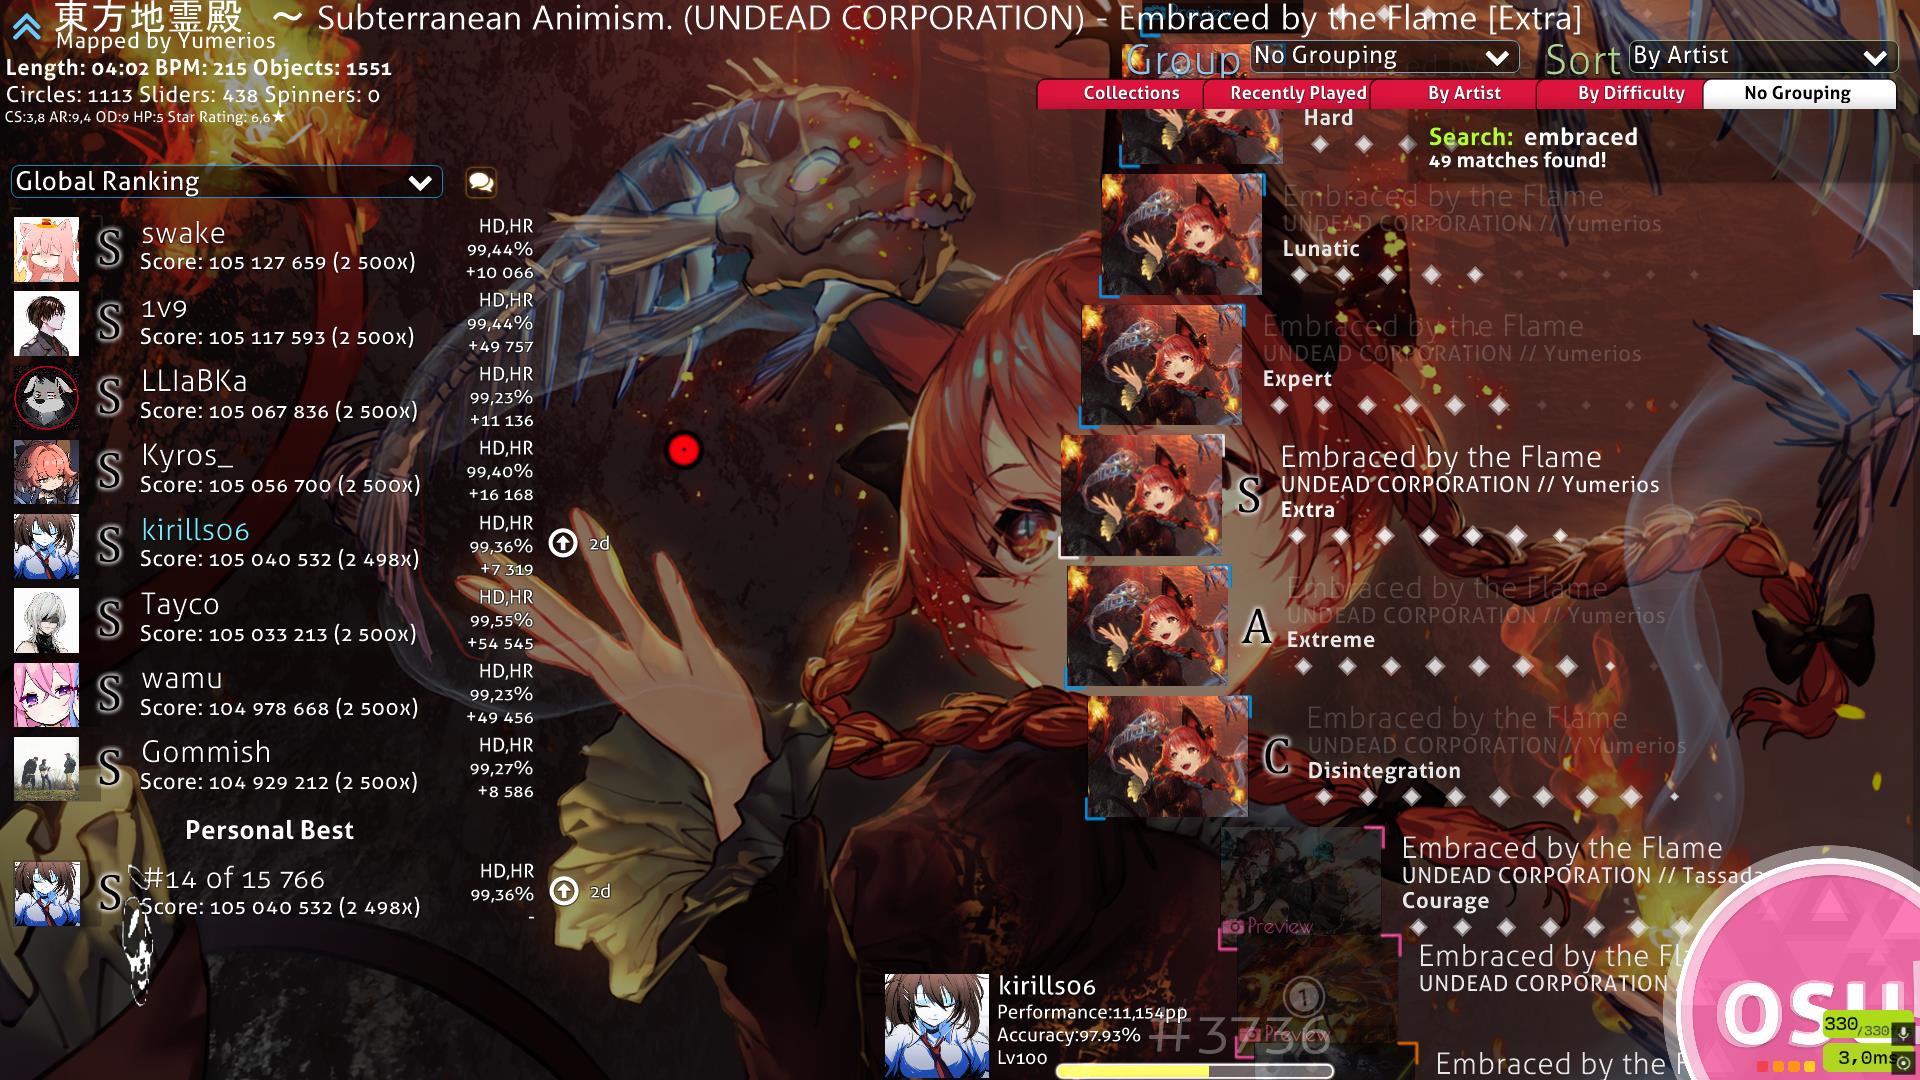 東方地霊殿 ～ Subterranean Animism. (UNDEAD CORPORATION) - Embraced by the Flame [Extra]
Mapped by Yumerios
Length: 04:02 BPM: 215 Objects: 1551
Circles: 1113 Sliders: 438 Spinners: 0
CS:3,8 AR:9,4 OD:9 HP:5 Star Rating: 6,6★
Group No Grouping Sort By Artist
Collections Recently Played By Artist By Difficulty No Grouping
Search: embraced
49 matches found!
Global Ranking
swake
Score: 105 127 659 (2 500x)
HD,HR
99,44%
+10 066
1v9
Score: 105 117 593 (2 500x)
HD,HR
99,44%
+49 757
LLIaBKa
Score: 105 067 836 (2 500x)
HD,HR
99,23%
+11 136
Kyros_
Score: 105 056 700 (2 500x)
HD,HR
99,40%
+16 168
kirills06
Score: 105 040 532 (2 498x)
HD,HR
99,36%
+7 319
2d
Tayco
Score: 105 033 213 (2 500x)
HD,HR
99,55%
+54 545
wamu
Score: 104 978 668 (2 500x)
HD,HR
99,23%
+49 456
Gommish
Score: 104 929 212 (2 500x)
HD,HR
99,27%
+8 586
Personal Best
#14 of 15 766
Score: 105 040 532 (2 498x)
HD,HR
99,36%
-
2d
Hard
Embraced by the Flame
UNDEAD CORPORATION // Yumerios
Lunatic
Embraced by the Flame
UNDEAD CORPORATION // Yumerios
Expert
S
Embraced by the Flame
UNDEAD CORPORATION // Yumerios
Extra
A
Embraced by the Flame
UNDEAD CORPORATION // Yumerios
Extreme
C
Embraced by the Flame
UNDEAD CORPORATION // Yumerios
Disintegration
Preview
Embraced by the Flame
UNDEAD CORPORATION // Tassada
Courage
1
Preview
Embraced by the Fla
UNDEAD CORPORATION
Embraced by the F
kirills06
Performance:11,154pp
Accuracy:97.93%
Lv100
#3736
osu
330/330
3,0ms